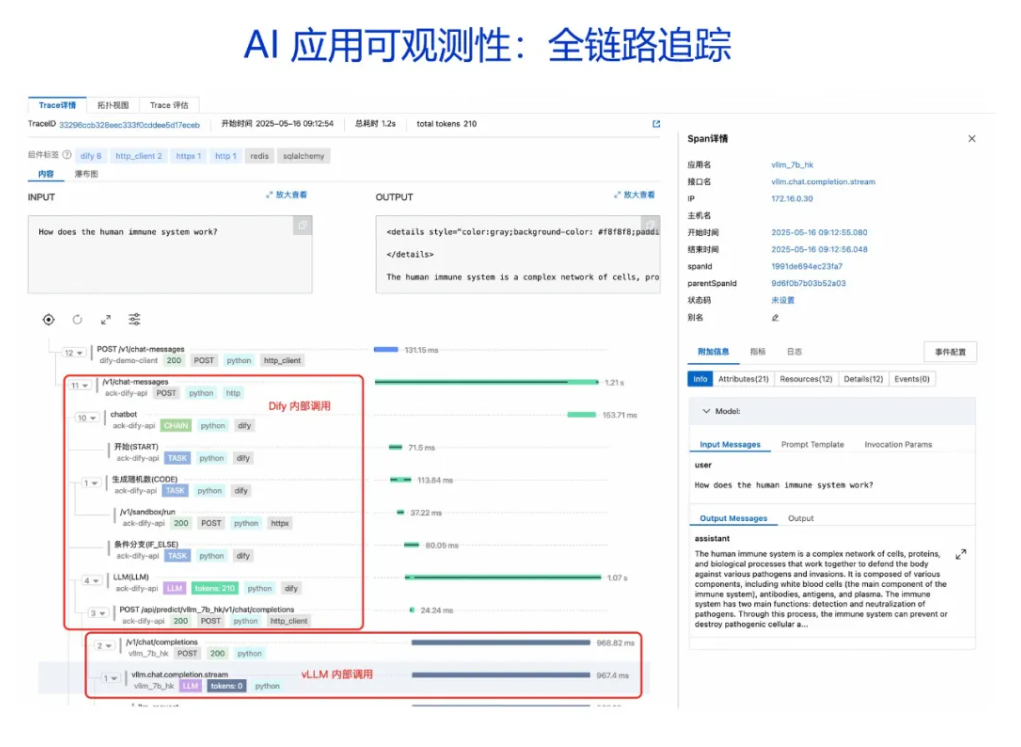 AI 应用可观测性：全链路追踪
Trace详情 拓扑视图 Trace 评估
TraceID 33296ccb328eec333f0cddee5d17eceb 开始时间 2025-05-16 09:12:54 总耗时 1.2s total tokens 210
组件标签 dify 6 http_client 2 httpx 1 http 1 redis sqlalchemy
内容 瀑布图
INPUT 放大查看
How does the human immune system work?
OUTPUT 放大查看
<details style="color:gray;background-color: #f8f8f8;paddi
</details>
The human immune system is a complex network of cells, pro
12 POST /v1/chat-messages 131.15 ms
dify-demo-client 200 POST python http_client
11 /v1/chat-messages 1.21 s
ack-dify-api POST python http
Dify 内部调用
10 chatbot 153.71 ms
ack-dify-api CHAIN python dify
开始(START) 71.5 ms
ack-dify-api TASK python dify
1 生成随机数(CODE) 113.64 ms
ack-dify-api TASK python dify
/v1/sandbox/run 37.22 ms
ack-dify-api 200 POST python httpx
条件分支(IF_ELSE) 80.05 ms
ack-dify-api TASK python dify
4 LLM(LLM) 1.07 s
ack-dify-api LLM tokens: 210 python dify
3 POST /api/predict/vllm_7b_hk/v1/chat/completions 24.24 ms
ack-dify-api 200 POST python http_client
2 /v1/chat/completions 968.82 ms
vllm_7b_hk POST 200 python
1 vllm.chat.completion.stream 967.4 ms
vllm_7b_hk LLM tokens: 0 python
vLLM 内部调用
Span详情
应用名 vllm_7b_hk
接口名 vllm.chat.completion.stream
IP 172.16.0.30
主机名
开始时间 2025-05-16 09:12:55.080
结束时间 2025-05-16 09:12:56.048
spanId 1991de694ec23fa7
parentSpanId 9d6f0b7b03b52a03
状态码 未设置
别名
附加信息 指标 日志 事件配置
Info Attributes(21) Resources(12) Details(12) Events(0)
Model:
Input Messages Prompt Template Invocation Params
user
How does the human immune system work?
Output Messages Output
assistant
The human immune system is a complex network of cells, proteins,
and biological processes that work together to defend the body
against various pathogens and invasions. It is composed of various
components, including white blood cells (the main component of the
immune system), antibodies, antigens, and plasma. The immune
system has two main functions: detection and neutralization of
pathogens. Through this process, the immune system can prevent or
destroy pathogenic cellular a...